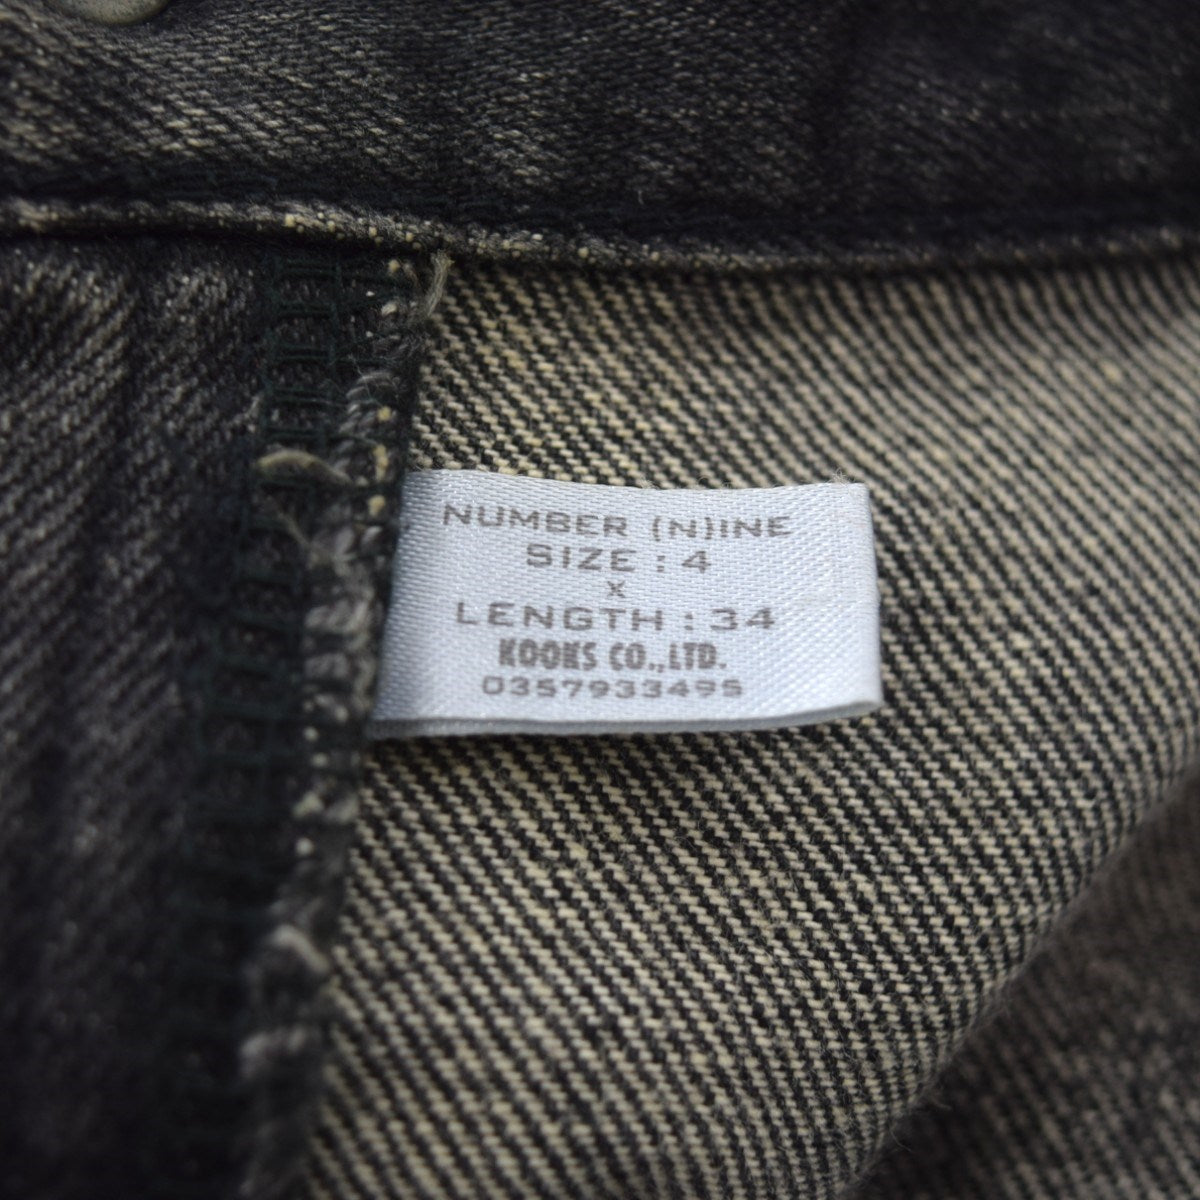 NUMBER (N)INE
SIZE : 4
x
LENGTH : 34
KOOKS CO.,LTD.
0357933495